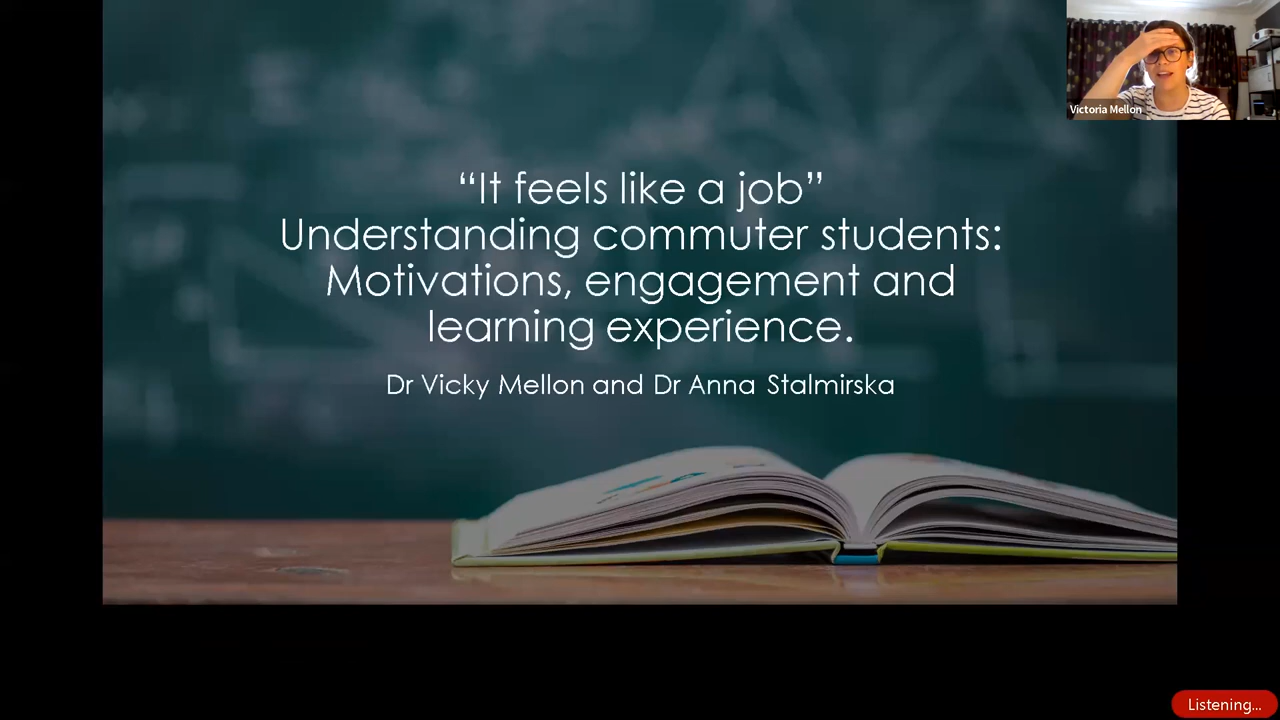 Victoria Mellon
“It feels like a job”
Understanding commuter students:
Motivations, engagement and
learning experience.
Dr Vicky Mellon and Dr Anna Stalmirska
Listening...